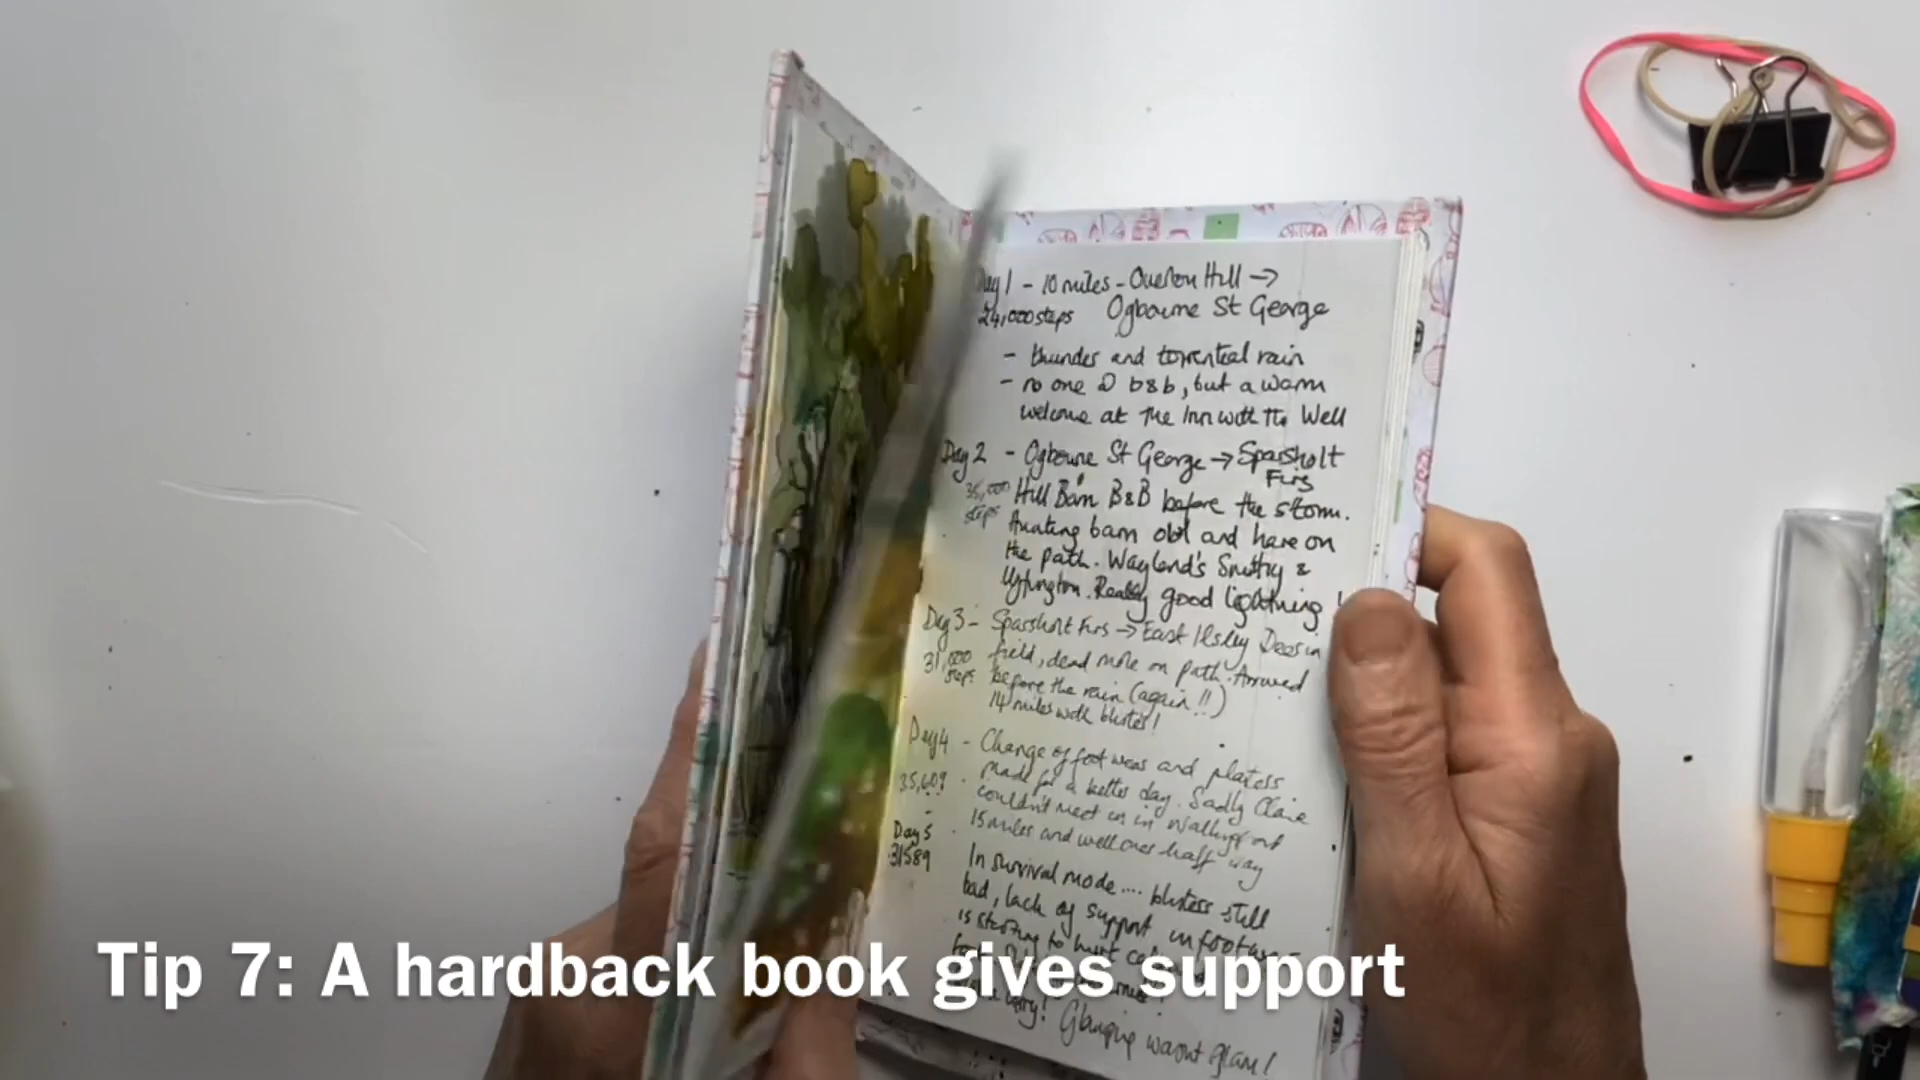 Day 1 - 10 miles - Overton Hill →
24,000 steps Ogbourne St George
- thunder and torrential rain
- no one @ b&b, but a warm
welcome at the Inn with the Well
Day 2 - Ogbourne St George → Sparsholt
Firs
35,000 Hill Barn B&B before the storm.
steps Amazing barn owl and hare on
the path. Wayland's Smithy &
Uffington. Really good lightning !
Day 3 - Sparsholt Firs → East Ilsley Deer in
31,000 field, dead mole on path. Arrived
steps before the rain (again !!)
14 miles with blisters!
Day 4 - Change of foot wear and plasters
35,609 made for a better day. Sadly Claire
couldn't meet us in Wallingford
15 miles and well over half way
Day 5
31589 In survival mode .... blisters still
bad, lack of support in footwear
is starting to hurt
Glamping wasn't glam!
Tip 7: A hardback book gives support